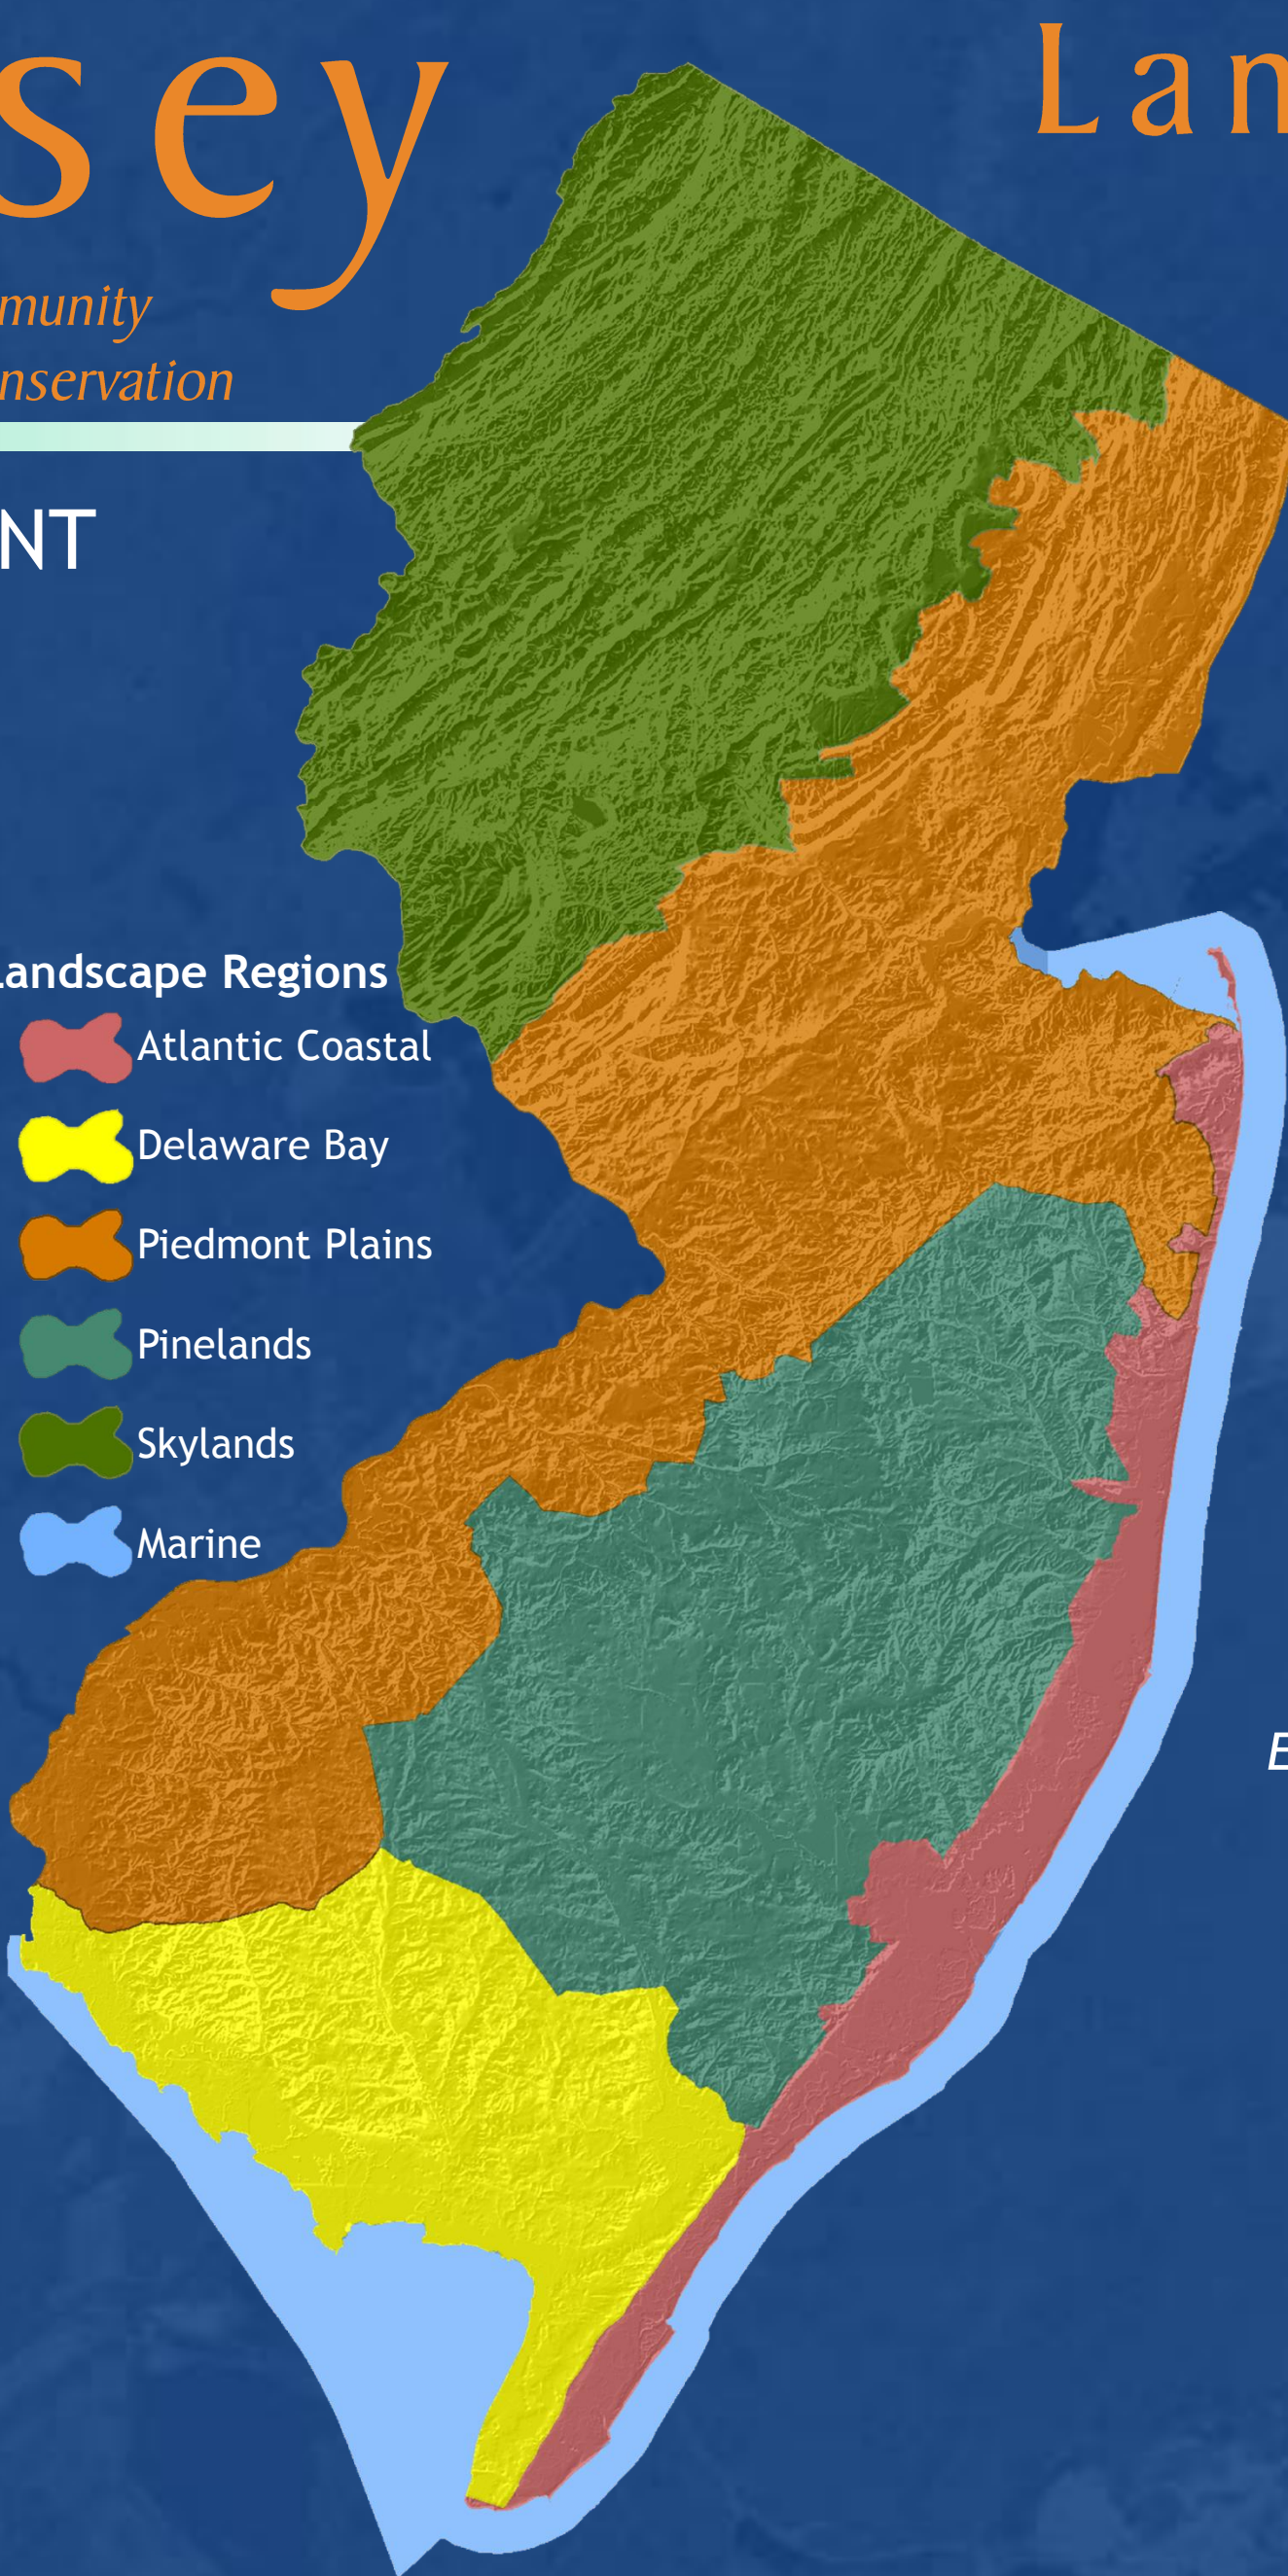 sey
Lan
munity
nservation
NT
Landscape Regions
Atlantic Coastal
Delaware Bay
Piedmont Plains
Pinelands
Skylands
Marine
E